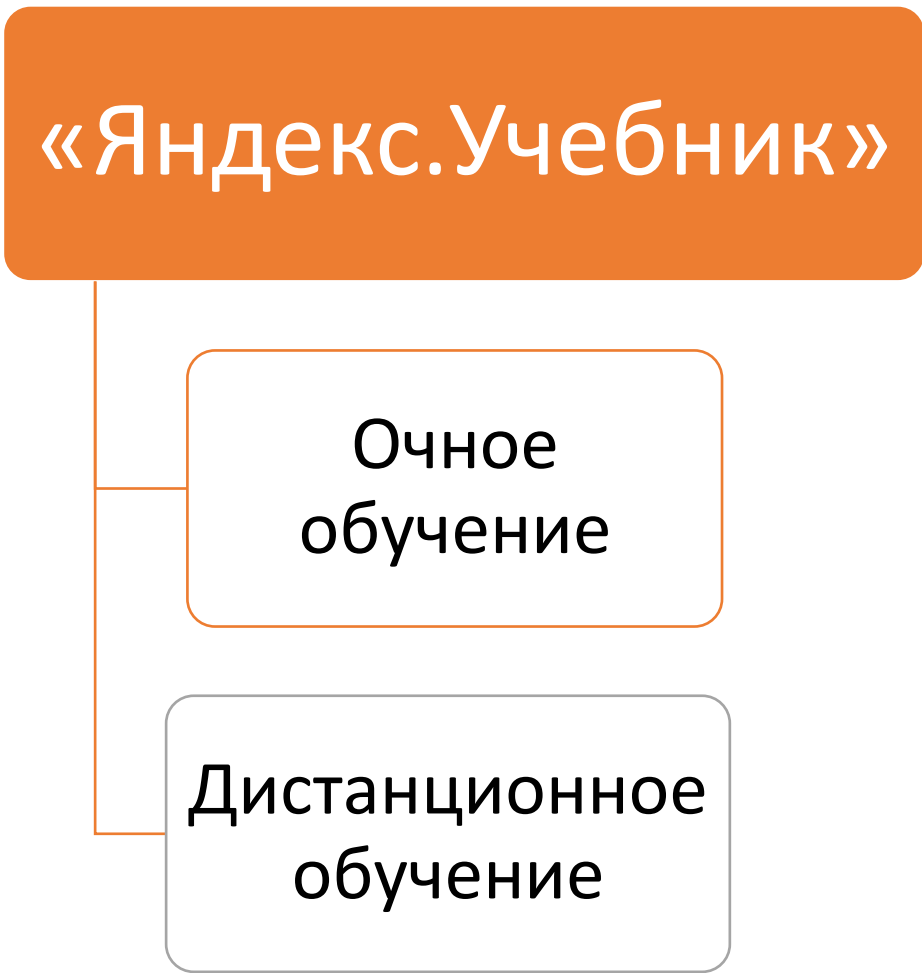 «Яндекс.Учебник»
Очное
обучение
Дистанционное
обучение